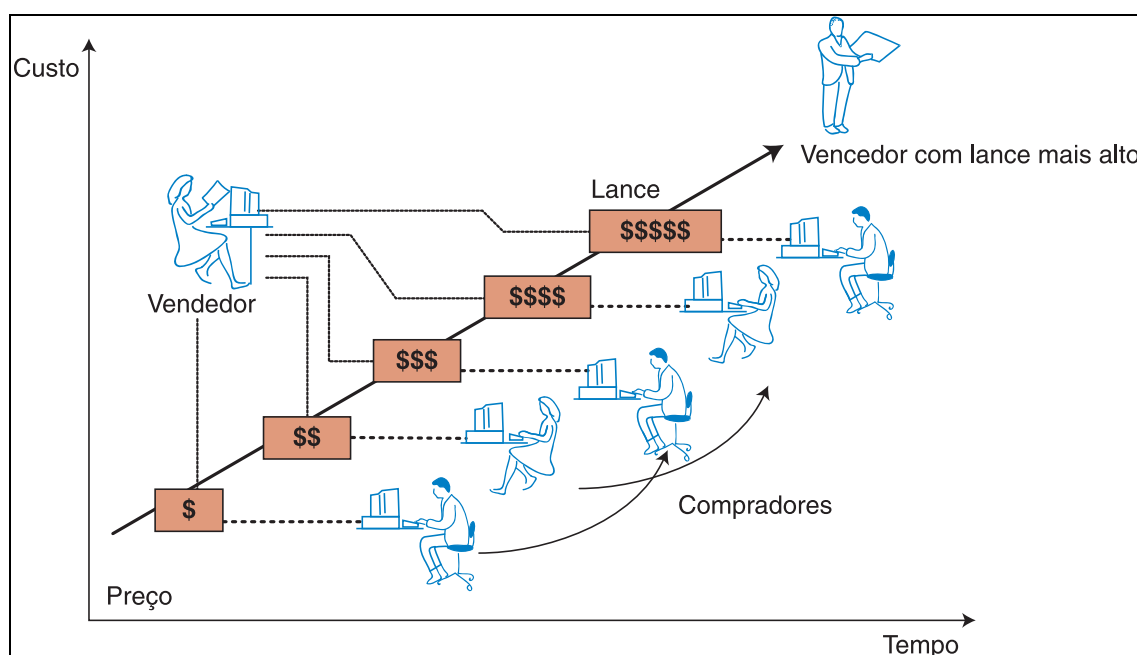 Custo
Vencedor com lance mais alto
Lance
$$$$$
$$$$
Vendedor
$$$
$$
$
Compradores
Preço
Tempo